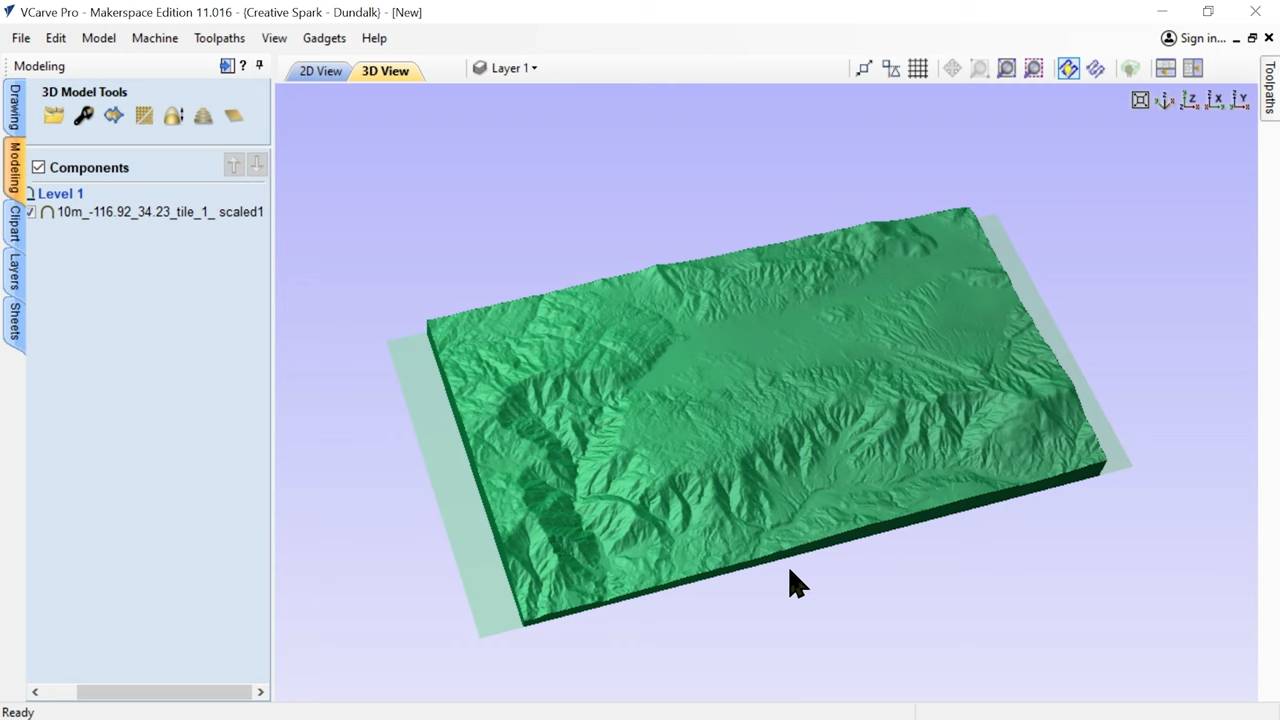 VCarve Pro - Makerspace Edition 11.016 - {Creative Spark - Dundalk} - [New]
File Edit Model Machine Toolpaths View Gadgets Help
Sign in...
Modeling
2D View
3D View
Layer 1
Toolpaths
Drawing
Modeling
Clipart
Layers
Sheets
3D Model Tools
Components
Level 1
10m_-116.92_34.23_tile_1_ scaled1
Z
X
Y
Ready